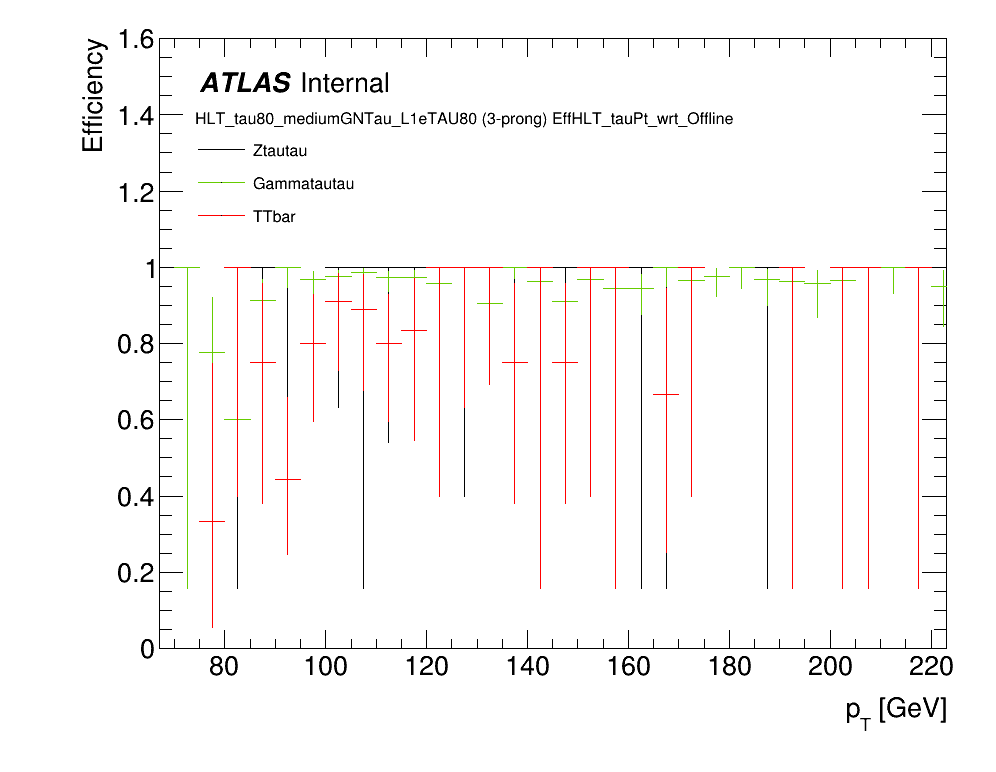 Efficiency
1.6
1.4
1.2
1
0.8
0.6
0.4
0.2
0
ATLAS Internal
HLT_tau80_mediumGNTau_L1eTAU80 (3-prong) EffHLT_tauPt_wrt_Offline
Ztautau
Gammatautau
TTbar
80 100 120 140 160 180 200 220
p_T [GeV]